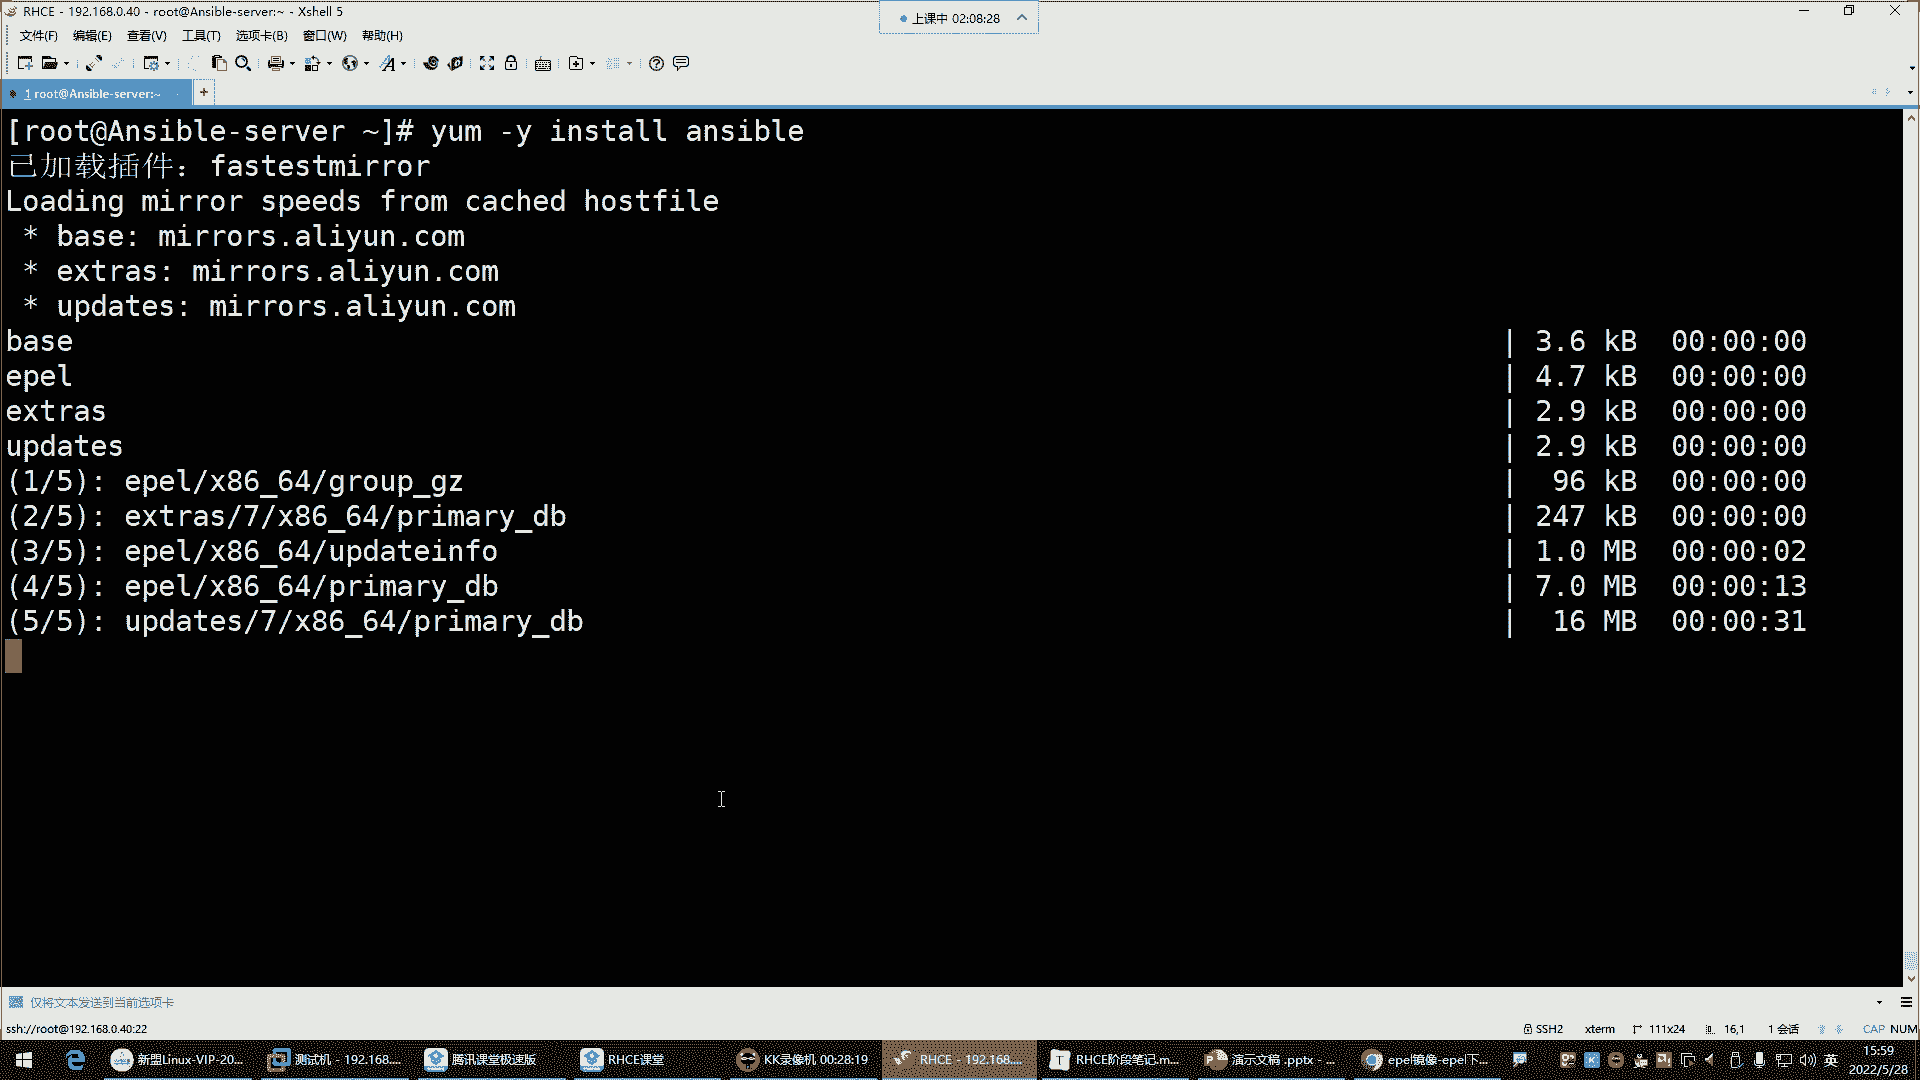 RHCE - 192.168.0.40 - root@Ansible-server:~ - Xshell 5
上课中 02:08:28
文件(F) 编辑(E) 查看(V) 工具(T) 选项卡(B) 窗口(W) 帮助(H)
1 root@Ansible-server:~
[root@Ansible-server ~]# yum -y install ansible
已加载插件：fastestmirror
Loading mirror speeds from cached hostfile
* base: mirrors.aliyun.com
* extras: mirrors.aliyun.com
* updates: mirrors.aliyun.com
base | 3.6 kB 00:00:00
epel | 4.7 kB 00:00:00
extras | 2.9 kB 00:00:00
updates | 2.9 kB 00:00:00
(1/5): epel/x86_64/group_gz | 96 kB 00:00:00
(2/5): extras/7/x86_64/primary_db | 247 kB 00:00:00
(3/5): epel/x86_64/updateinfo | 1.0 MB 00:00:02
(4/5): epel/x86_64/primary_db | 7.0 MB 00:00:13
(5/5): updates/7/x86_64/primary_db | 16 MB 00:00:31
仅将文本发送到当前选项卡
ssh://root@192.168.0.40:22 SSH2 xterm 111x24 16,1 1 会话 CAP NUM
新盟Linux-VIP-20... 测试机 - 192.168.... 腾讯课堂极速版 RHCE课堂 KK录像机 00:28:19 RHCE - 192.168.... RHCE阶段笔记.m... 演示文稿 .pptx - ... epel镜像-epel下... 英 15:59
2022/5/28